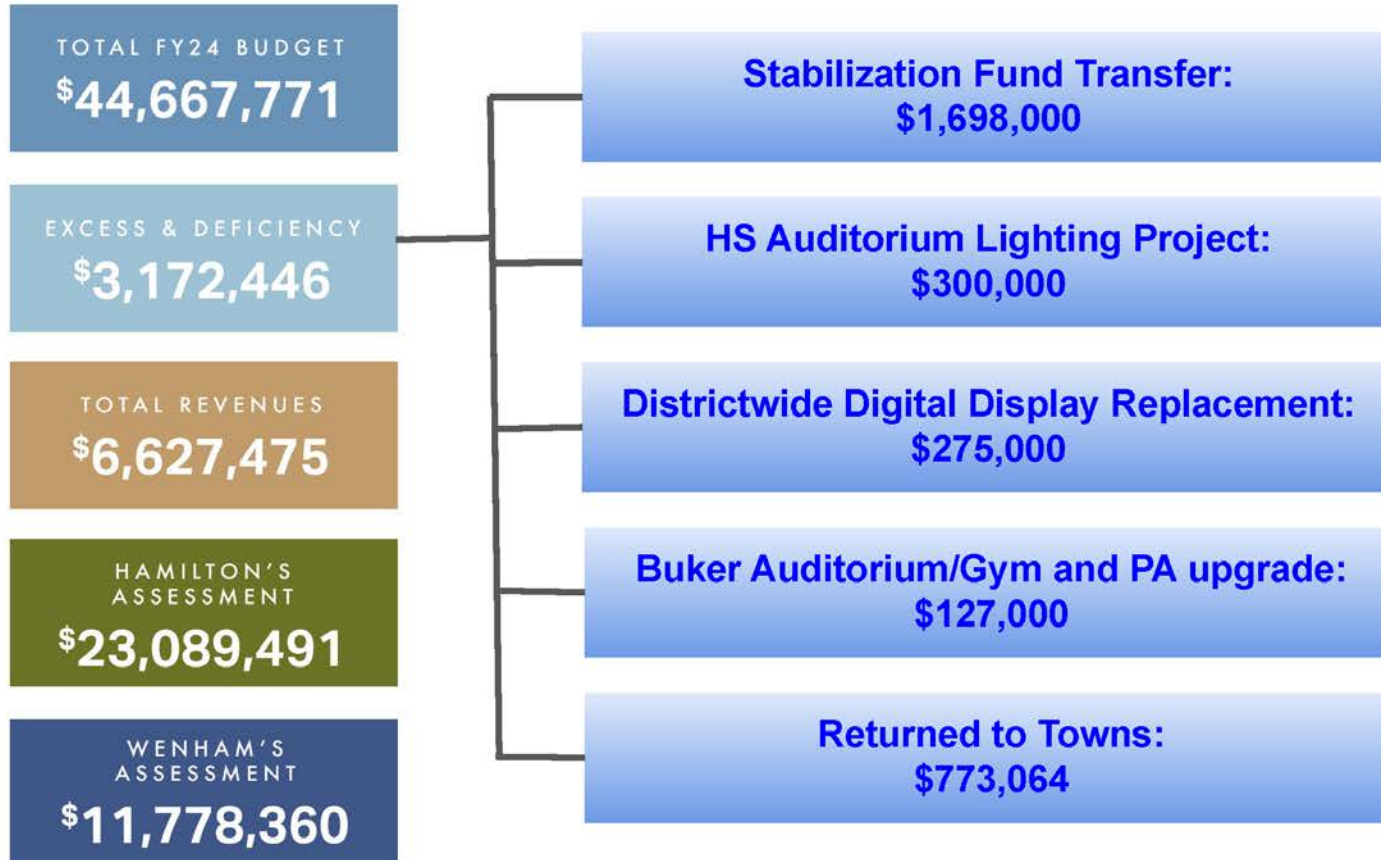 TOTAL FY24 BUDGET
$44,667,771
EXCESS & DEFICIENCY
$3,172,446
TOTAL REVENUES
$6,627,475
HAMILTON'S
ASSESSMENT
$23,089,491
WENHAM'S
ASSESSMENT
$11,778,360
Stabilization Fund Transfer:
$1,698,000
HS Auditorium Lighting Project:
$300,000
Districtwide Digital Display Replacement:
$275,000
Buker Auditorium/Gym and PA upgrade:
$127,000
Returned to Towns:
$773,064